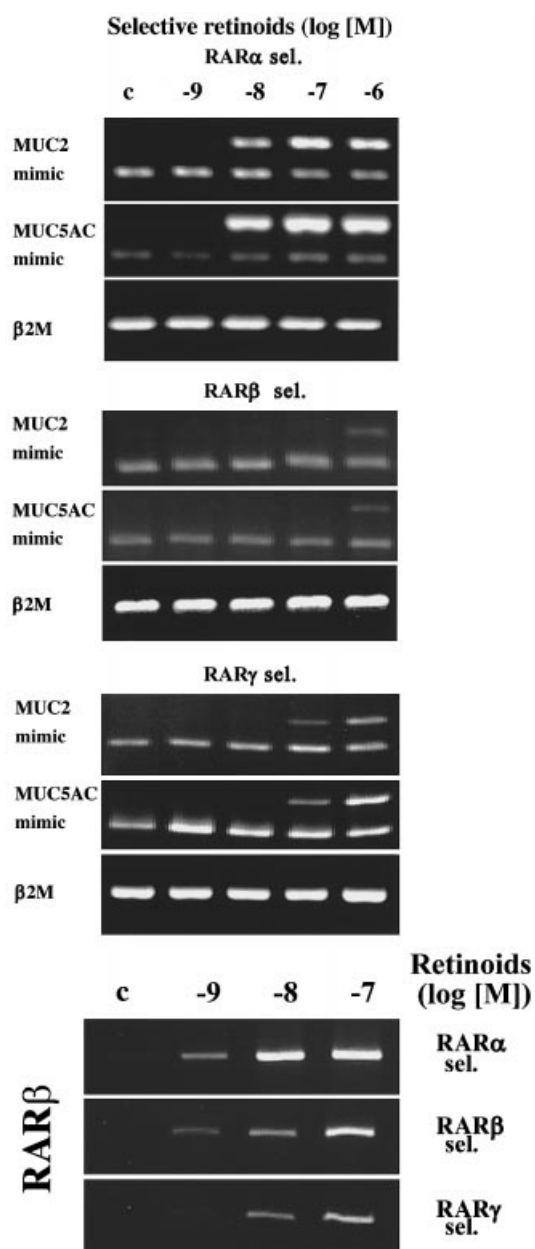 Selective retinoids (log [M])
RARα sel.
c -9 -8 -7 -6
MUC2
mimic
MUC5AC
mimic
β2M
RARβ sel.
MUC2
mimic
MUC5AC
mimic
β2M
RARγ sel.
MUC2
mimic
MUC5AC
mimic
β2M
Retinoids
(log [M])
c -9 -8 -7
RARβ
RARα
sel.
RARβ
sel.
RARγ
sel.